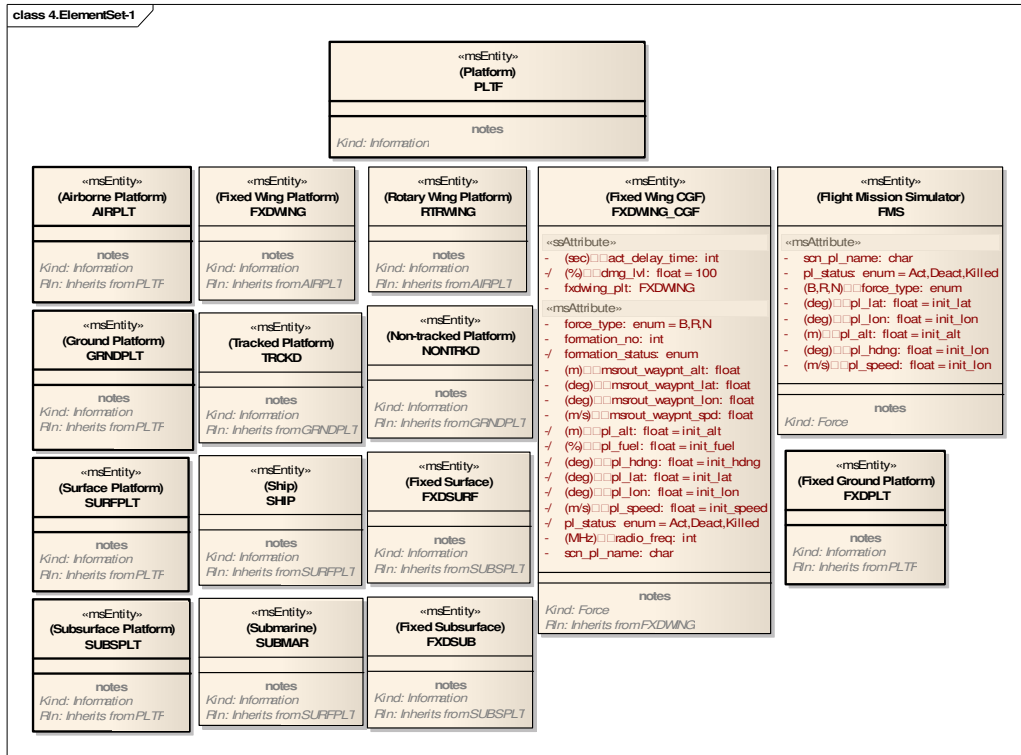 class 4.ElementSet-1
«msEntity»
(Platform)
PLTF
notes
Kind: Information
«msEntity»
(Airborne Platform)
AIRPLT
notes
Kind: Information
RIn: Inherits from PLTF
«msEntity»
(Fixed Wing Platform)
FXDWING
notes
Kind: Information
RIn: Inherits from AIRPLT
«msEntity»
(Rotary Wing Platform)
RTRWING
notes
Kind: Information
RIn: Inherits from AIRPLT
«msEntity»
(Fixed Wing CGF)
FXDWING_CGF
«ssAttribute»
- (sec)□□act_delay_time: int
-/ (%)□□dmg_lvl: float = 100
- fxdwing_plt: FXDWING
«msAttribute»
- force_type: enum = B,R,N
- formation_no: int
-/ formation_status: enum
- (m)□□msrout_waypnt_alt: float
- (deg)□□msrout_waypnt_lat: float
- (deg)□□msrout_waypnt_lon: float
- (m/s)□□msrout_waypnt_spd: float
-/ (m)□□pl_alt: float = init_alt
-/ (%)□□pl_fuel: float = init_fuel
-/ (deg)□□pl_hdng: float = init_hdng
-/ (deg)□□pl_lat: float = init_lat
-/ (deg)□□pl_lon: float = init_lon
-/ (m/s)□□pl_speed: float = init_speed
-/ pl_status: enum = Act,Deact,Killed
- (MHz)□□radio_freq: int
- scn_pl_name: char
notes
Kind: Force
RIn: Inherits from FXDWING
«msEntity»
(Flight Mission Simulator)
FMS
«msAttribute»
- scn_pl_name: char
- pl_status: enum = Act,Deact,Killed
- (B,R,N)□□force_type: enum
- (deg)□□pl_lat: float = init_lat
- (deg)□□pl_lon: float = init_lon
- (m)□□pl_alt: float = init_alt
- (deg)□□pl_hdng: float = init_lon
- (m/s)□□pl_speed: float = init_lon
notes
Kind: Force
«msEntity»
(Ground Platform)
GRNDPLT
notes
Kind: Information
RIn: Inherits from PLTF
«msEntity»
(Tracked Platform)
TRCKD
notes
Kind: Information
RIn: Inherits from GRNDPLT
«msEntity»
(Non-tracked Platform)
NONTRKD
notes
Kind: Information
RIn: Inherits from GRNDPLT
«msEntity»
(Surface Platform)
SURFPLT
notes
Kind: Information
RIn: Inherits from PLTF
«msEntity»
(Ship)
SHIP
notes
Kind: Information
RIn: Inherits from SURFPLT
«msEntity»
(Fixed Surface)
FXDSURF
notes
Kind: Information
RIn: Inherits from SUBSPLT
«msEntity»
(Fixed Ground Platform)
FXDPLT
notes
Kind: Information
RIn: Inherits from PLTF
«msEntity»
(Subsurface Platform)
SUBSPLT
notes
Kind: Information
RIn: Inherits from PLTF
«msEntity»
(Submarine)
SUBMAR
notes
Kind: Information
RIn: Inherits from SURFPLT
«msEntity»
(Fixed Subsurface)
FXDSUB
notes
Kind: Information
RIn: Inherits from SUBSPLT